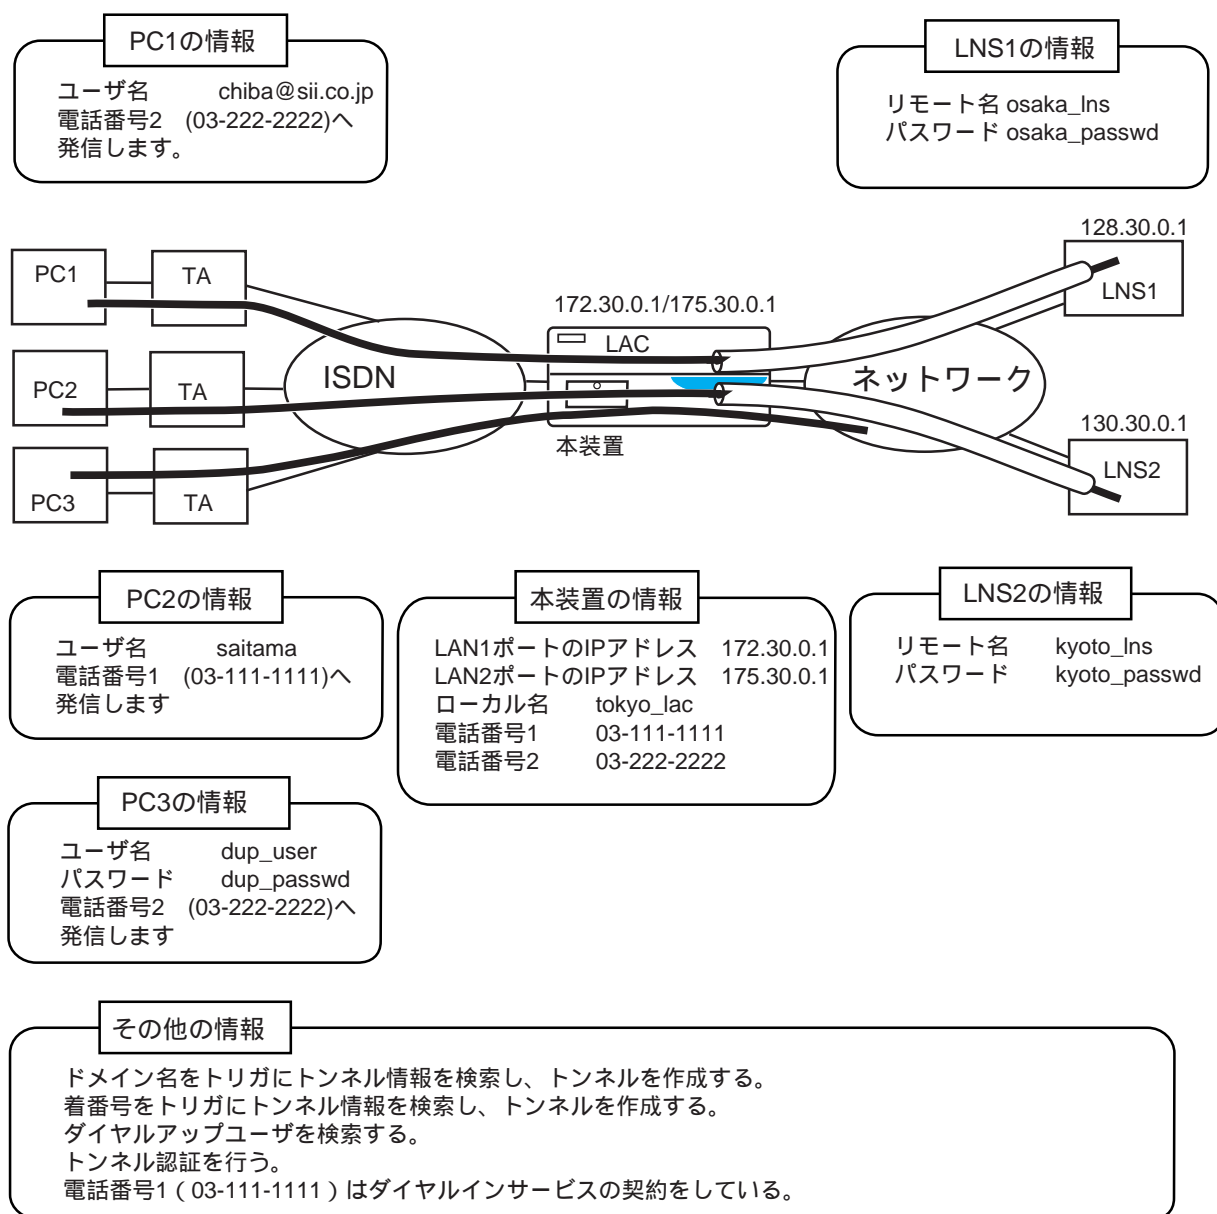 PC1の情報
ユーザ名 chiba@sii.co.jp
電話番号2 (03-222-2222)へ
発信します。
LNS1の情報
リモート名 osaka_lns
パスワード osaka_passwd
128.30.0.1
PC1
TA
LNS1
172.30.0.1/175.30.0.1
LAC
PC2
TA
ISDN
ネットワーク
本装置
130.30.0.1
LNS2
PC3
TA
PC2の情報
ユーザ名 saitama
電話番号1 (03-111-1111)へ
発信します
本装置の情報
LAN1ポートのIPアドレス 172.30.0.1
LAN2ポートのIPアドレス 175.30.0.1
ローカル名 tokyo_lac
電話番号1 03-111-1111
電話番号2 03-222-2222
LNS2の情報
リモート名 kyoto_lns
パスワード kyoto_passwd
PC3の情報
ユーザ名 dup_user
パスワード dup_passwd
電話番号2 (03-222-2222)へ
発信します
その他の情報
ドメイン名をトリガにトンネル情報を検索し、トンネルを作成する。
着番号をトリガにトンネル情報を検索し、トンネルを作成する。
ダイヤルアップユーザを検索する。
トンネル認証を行う。
電話番号1（03-111-1111）はダイヤルインサービスの契約をしている。